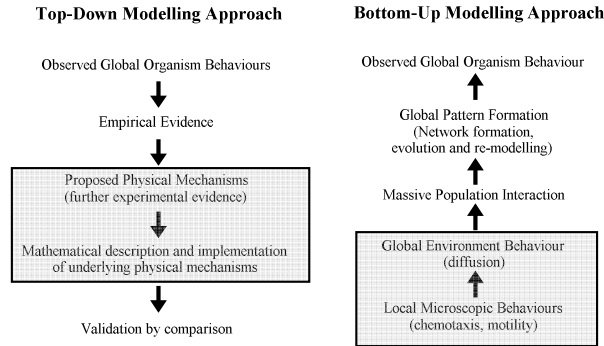 Top-Down Modelling Approach
Observed Global Organism Behaviours
Empirical Evidence
Proposed Physical Mechanisms
(further experimental evidence)
Mathematical description and implementation
of underlying physical mechanisms
Validation by comparison
Bottom-Up Modelling Approach
Observed Global Organism Behaviour
Global Pattern Formation
(Network formation,
evolution and re-modelling)
Massive Population Interaction
Global Environment Behaviour
(diffusion)
Local Microscopic Behaviours
(chemotaxis, motility)